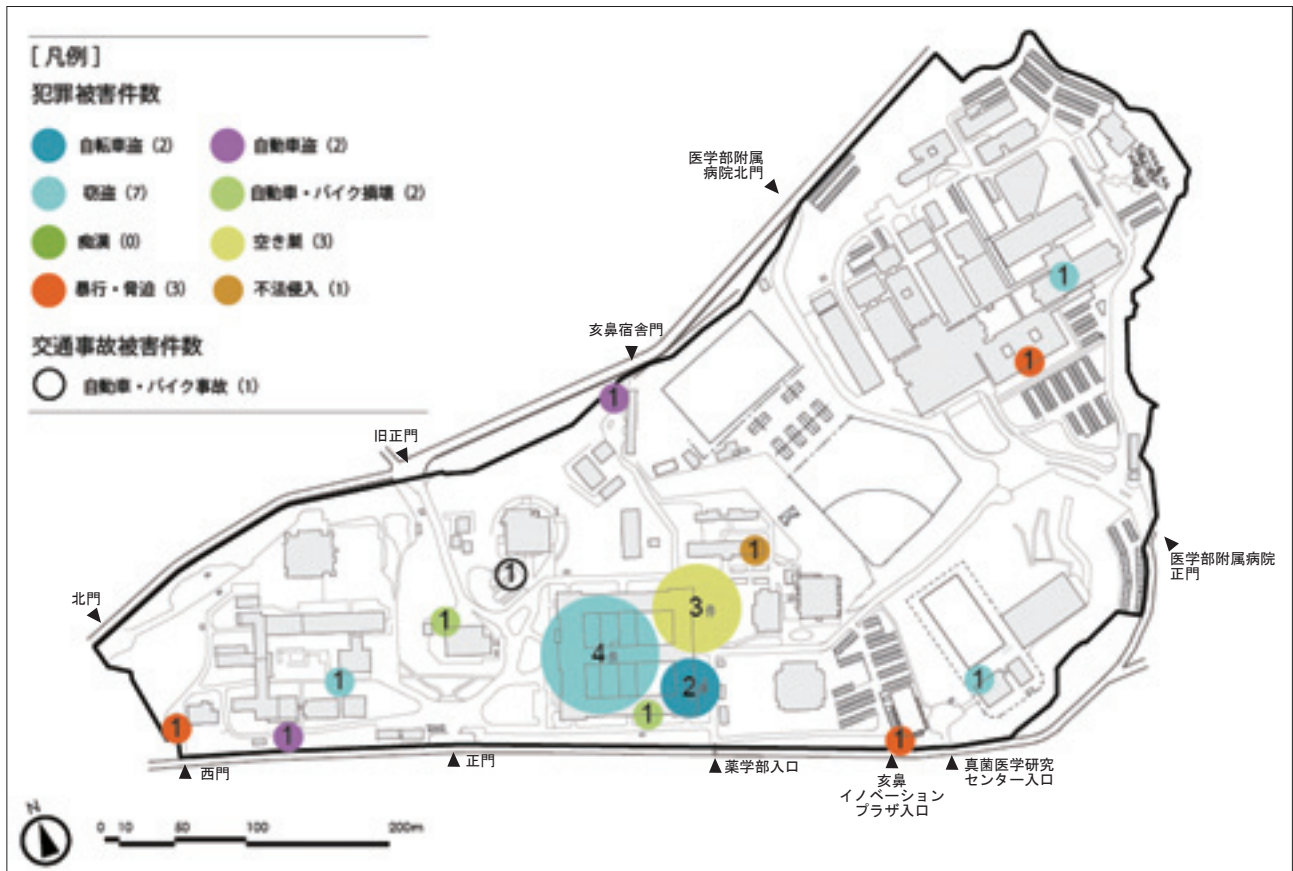 [凡例]
犯罪被害件数
自転車盗 (2)
自動車盗 (2)
窃盗 (7)
自動車・バイク損壊 (2)
痴漢 (0)
空き巣 (3)
暴行・脅迫 (3)
不法侵入 (1)
交通事故被害件数
自動車・バイク事故 (1)
医学部附属
病院北門
1
1
亥鼻宿舎門
1
旧正門
医学部附属病院
正門
1
1
北門
3
1
4
1
2
1
1
1
1
1
西門
正門
薬学部入口
亥鼻
イノベーション
プラザ入口
真菌医学研究
センター入口
N
0 10 50 100 200m